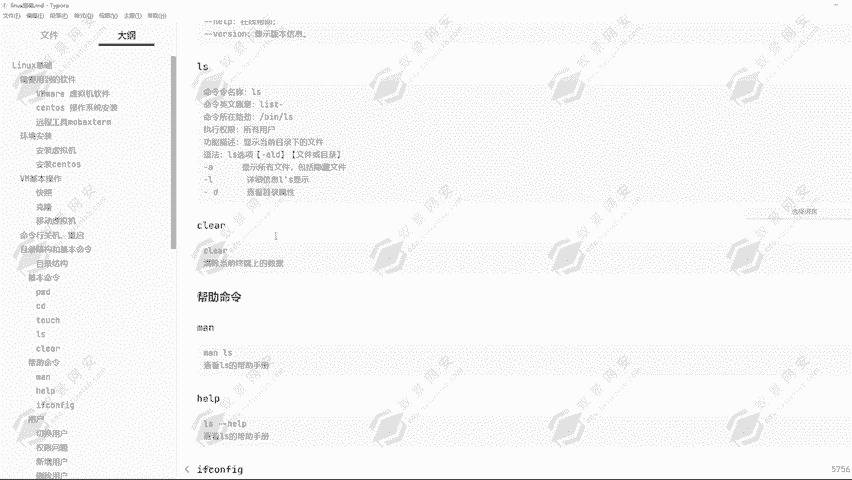 linux基础.md - Typora
文件(F) 编辑(E) 段落(P) 格式(O) 视图(V) 主题(T) 帮助(H)
文件
大纲
Linux基础
需要用到的软件
VMware 虚拟机软件
centos 操作系统安装
远程工具mobaxterm
环境安装
安装虚拟机
安装centos
VM基本操作
快照
克隆
移动虚拟机
命令行关机、重启
目录结构和基本命令
目录结构
基本命令
pwd
cd
touch
ls
clear
帮助命令
man
help
ifconfig
用户
切换用户
权限问题
新增用户
删除用户
--help: 在线帮助;
--version: 显示版本信息。
ls
命令名称: ls
命令英文原意: list-
命令所在路劲: /bin/ls
执行权限: 所有用户
功能描述: 显示当前目录下的文件
语法: ls选项【-ald】【文件或目录】
-a 显示所有文件, 包括隐藏文件
-l 详细信息l's显示
- d 查看目录属性
clear
clear
清除当前终端上的数据
帮助命令
man
man ls
查看ls的帮助手册
help
ls --help
查看ls的帮助手册
ifconfig
5756
蚁景网安